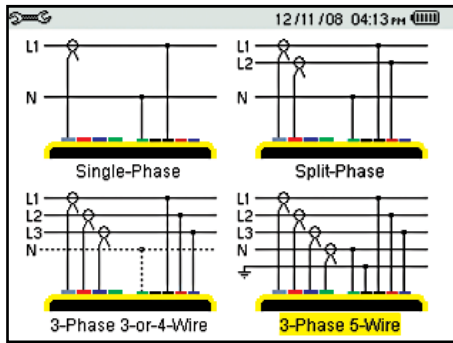 12/11/08 04:13 PM
L1
N
Single-Phase
L1
L2
N
Split-Phase
L1
L2
L3
N
3-Phase 3-or-4-Wire
L1
L2
L3
N
3-Phase 5-Wire